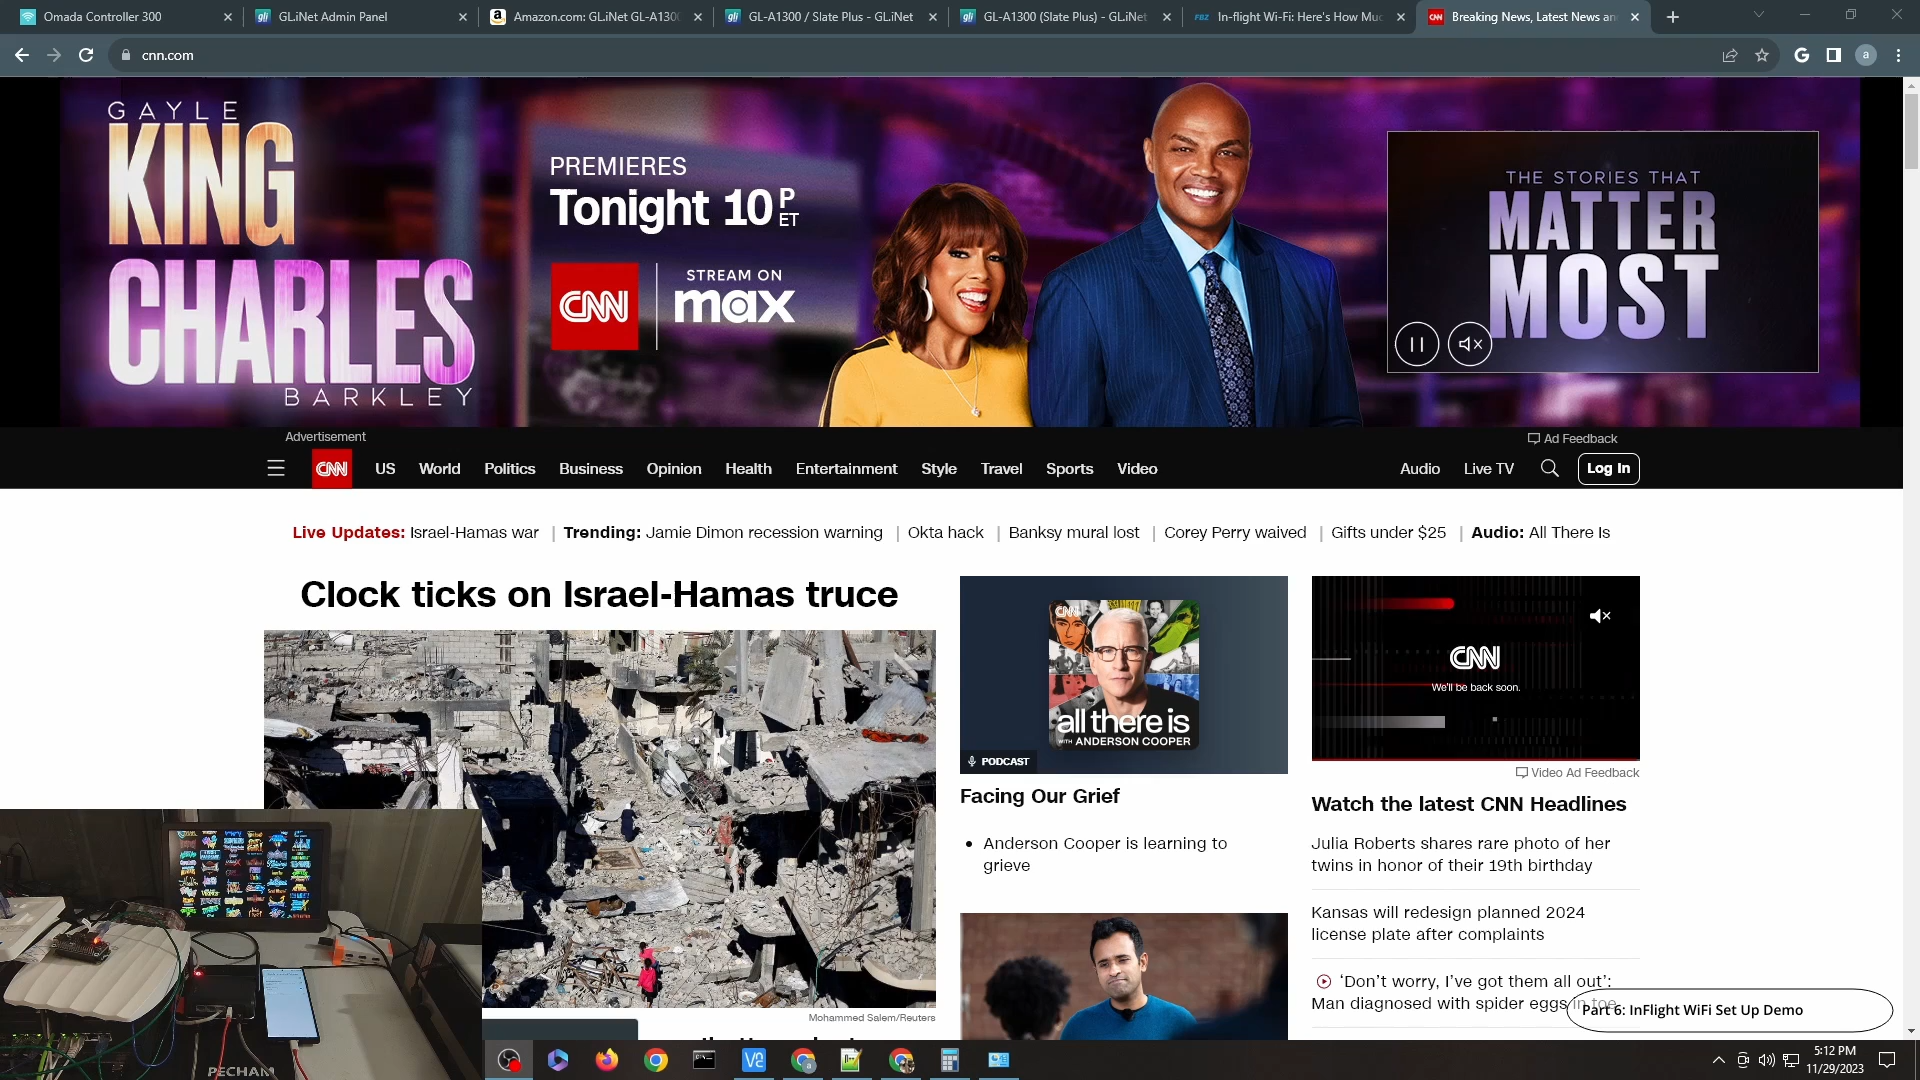 Omada Controller 300
GL.iNet Admin Panel
Amazon.com: GL.iNet GL-A1300
GL-A1300 / Slate Plus - GL.iNet
GL-A1300 (Slate Plus) - GL.iNet
In-flight Wi-Fi: Here's How Muc
Breaking News, Latest News an
cnn.com
a
GAYLE
KING
CHARLES
BARKLEY
PREMIERES
Tonight 10 P ET
CNN
STREAM ON
max
THE STORIES THAT
MATTER
MOST
Advertisement
Ad Feedback
CNN
US
World
Politics
Business
Opinion
Health
Entertainment
Style
Travel
Sports
Video
Audio
Live TV
Log In
Live Updates: Israel-Hamas war | Trending: Jamie Dimon recession warning | Okta hack | Banksy mural lost | Corey Perry waived | Gifts under $25 | Audio: All There Is
Clock ticks on Israel-Hamas truce
Mohammed Salem/Reuters
CNN
all there is
WITH ANDERSON COOPER
PODCAST
Facing Our Grief
Anderson Cooper is learning to
grieve
CNN
We'll be back soon.
Video Ad Feedback
Watch the latest CNN Headlines
Julia Roberts shares rare photo of her
twins in honor of their 19th birthday
Kansas will redesign planned 2024
license plate after complaints
‘Don’t worry, I’ve got them all out’:
Man diagnosed with spider eggs in toe
Part 6: InFlight WiFi Set Up Demo
PECHAM
5:12 PM
11/29/2023